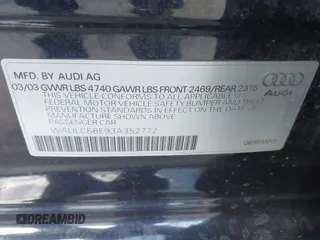 MFD BY AUDI AG
03/03 GVWR LBS 4740 GAWR LBS FRONT 2469/REAR 2315
THIS VEHICLE CONFORMS TO ALL APPLICABLE
FEDERAL MOTOR VEHICLE SAFETY BUMPER AND THEFT
PREVENTION STANDARDS IN EFFECT ON THE DATE OF
MANUFACTURE SHOWN ABOVE
PASSENGER CAR
WAULC68E93A352772
Audi
GERMANY
DREAMBID